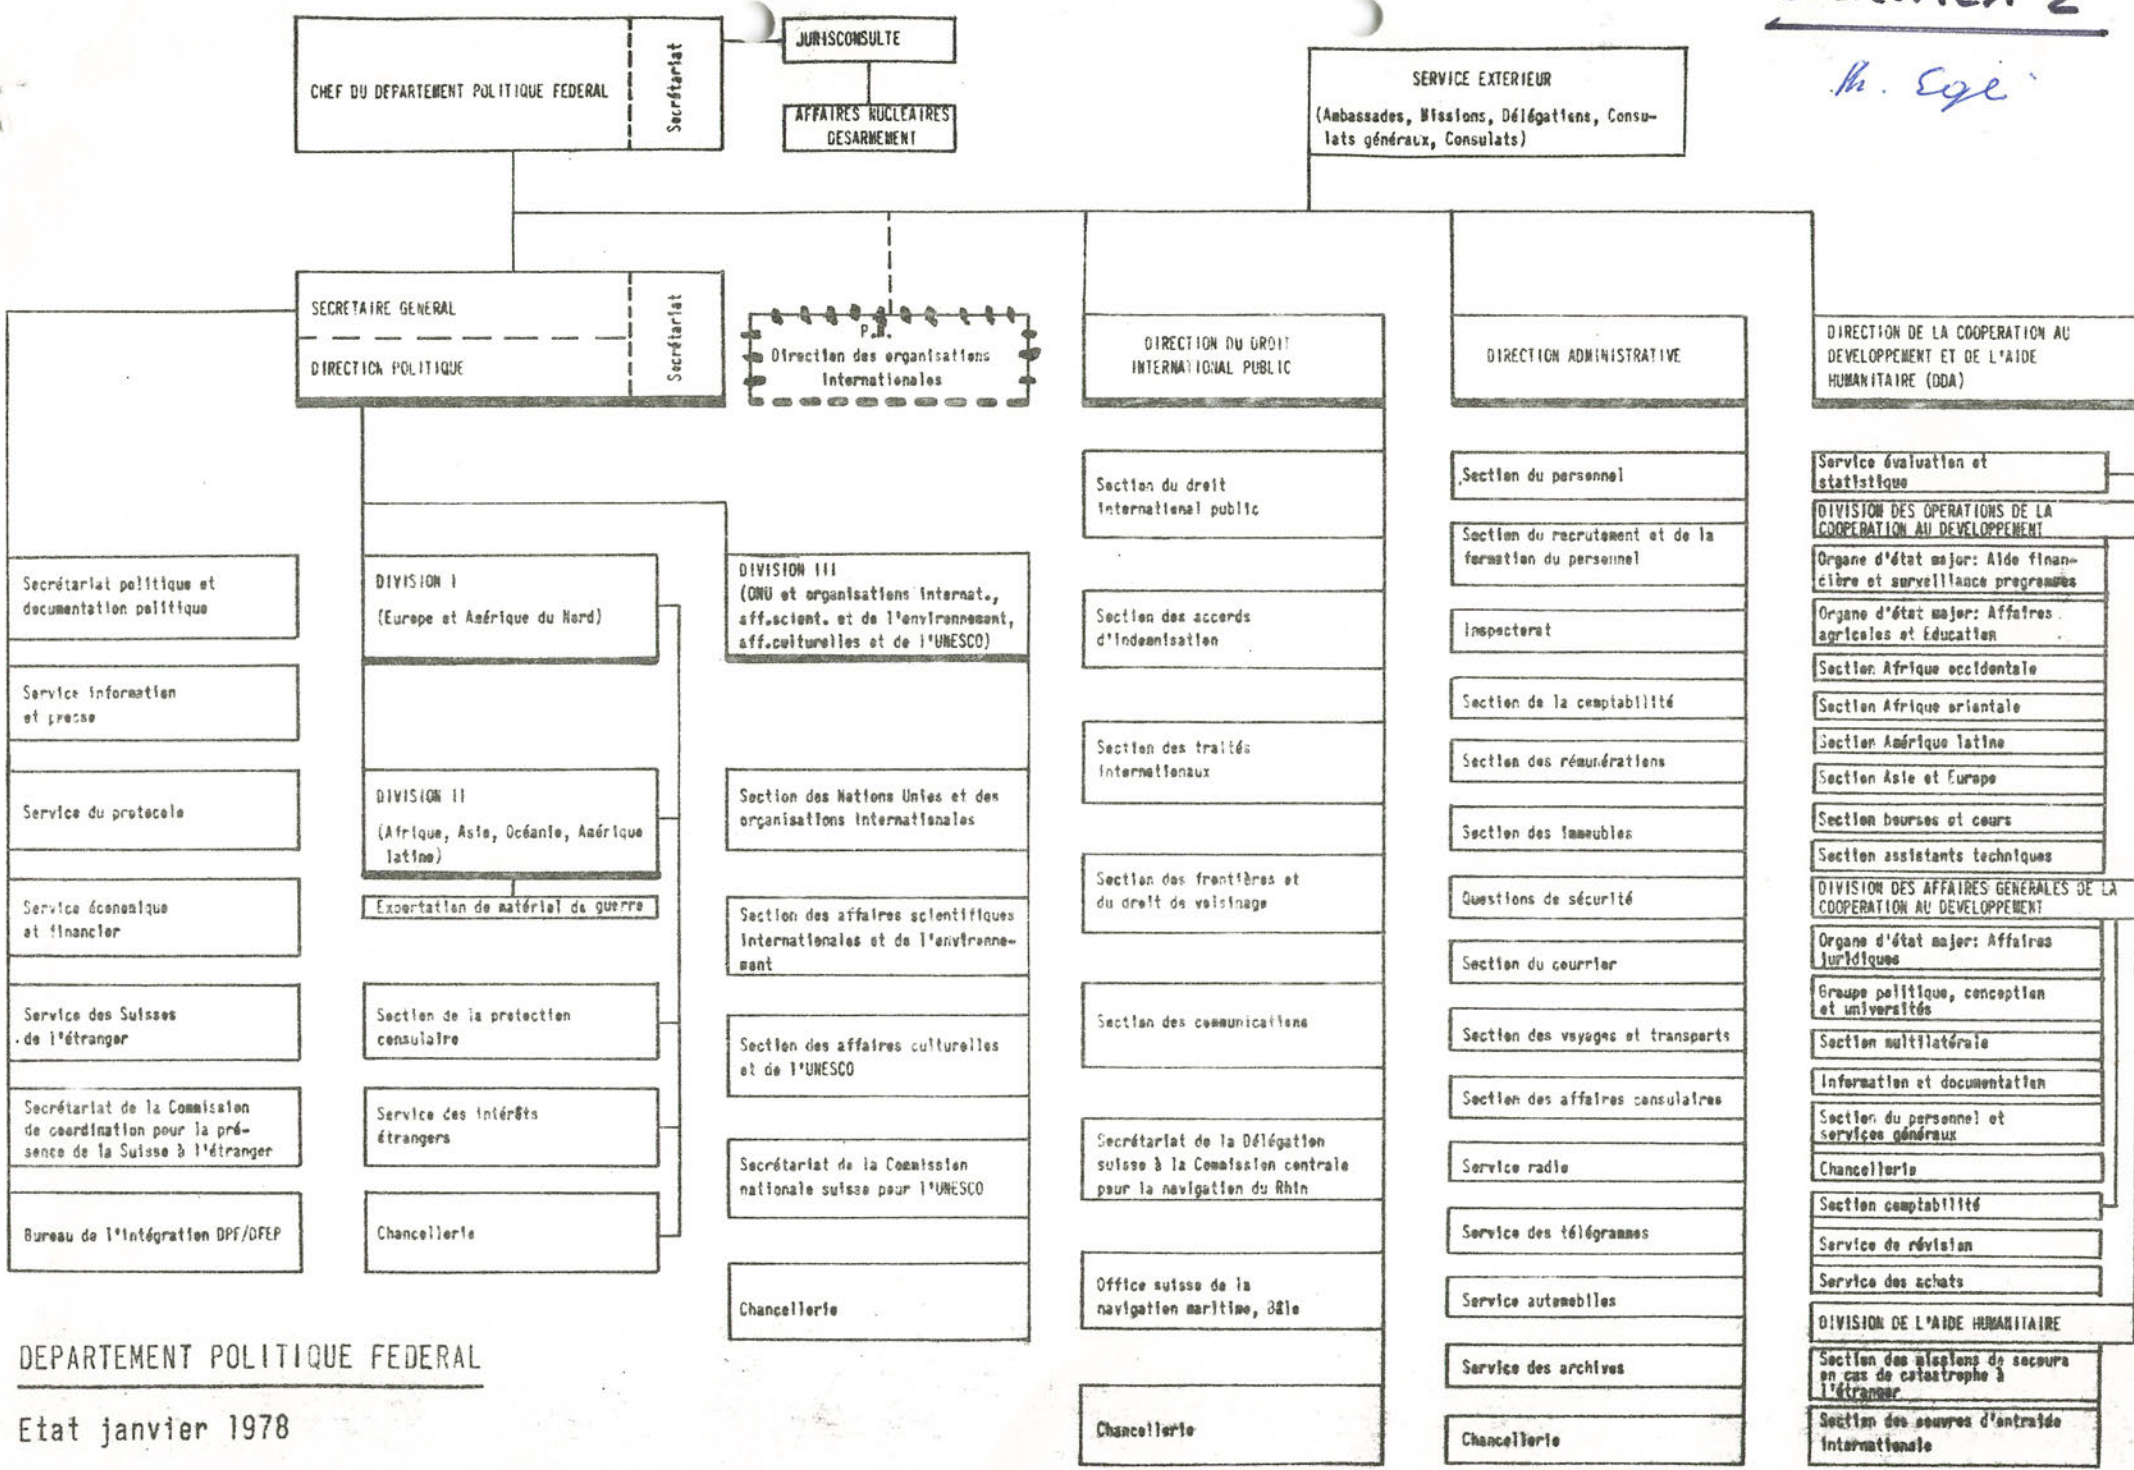 2
CHEF DU DEPARTEMENT POLITIQUE FEDERAL
Secrétariat
JURISCONSULTE
AFFAIRES NUCLEAIRES
DESARMEMENT
SERVICE EXTERIEUR
(Ambassades, Missions, Délégations, Consu-
lats généraux, Consulats)
SECRETAIRE GENERAL
DIRECTION POLITIQUE
Secrétariat
Direction des organisations
internationales
DIRECTION DU DROIT
INTERNATIONAL PUBLIC
DIRECTION ADMINISTRATIVE
DIRECTION DE LA COOPERATION AU
DEVELOPPEMENT ET DE L'AIDE
HUMANITAIRE (DDA)
Secrétariat politique et
documentation politique
Service information
et presse
Service du protocole
Service économique
et financier
Service des Suisses
de l'étranger
Secrétariat de la Commission
de coordination pour la pré-
sence de la Suisse à l'étranger
Bureau de l'intégration DPF/DFEP
DIVISION I
(Europe et Amérique du Nord)
DIVISION II
(Afrique, Asie, Océanie, Amérique
latine)
Exportation de matériel de guerre
Section de la protection
consulaire
Service des intérêts
étrangers
Chancellerie
DIVISION III
(ONU et organisations internat.,
aff.scient. et de l'environnement,
aff.culturelles et de l'UNESCO)
Section des Nations Unies et des
organisations internationales
Section des affaires scientifiques
internationales et de l'environne-
ment
Section des affaires culturelles
et de l'UNESCO
Secrétariat de la Commission
nationale suisse pour l'UNESCO
Chancellerie
Section du droit
international public
Section des accords
d'indemnisation
Section des traités
internationaux
Section des frontières et
du droit de voisinage
Section des communications
Secrétariat de la Délégation
suisse à la Commission centrale
pour la navigation du Rhin
Office suisse de la
navigation maritime, Bâle
Chancellerie
Section du personnel
Section du recrutement et de la
formation du personnel
Inspectorat
Section de la comptabilité
Section des rémunérations
Section des immeubles
Questions de sécurité
Section du courrier
Section des voyages et transports
Section des affaires consulaires
Service radio
Service des télégrammes
Service automobiles
Service des archives
Chancellerie
Service évaluation et
statistique
DIVISION DES OPERATIONS DE LA
COOPERATION AU DEVELOPPEMENT
Organe d'état major: Aide finan-
cière et surveillance programmes
Organe d'état major: Affaires
agricoles et Education
Section Afrique occidentale
Section Afrique orientale
Section Amérique latine
Section Asie et Europe
Section bourses et cours
Section assistants techniques
DIVISION DES AFFAIRES GENERALES DE LA
COOPERATION AU DEVELOPPEMENT
Organe d'état major: Affaires
juridiques
Groupe politique, conception
et universités
Section multilatérale
Information et documentation
Section du personnel et
services généraux
Chancellerie
Section comptabilité
Service de révision
Service des achats
DIVISION DE L'AIDE HUMANITAIRE
Section des missions de secours
en cas de catastrophe à
l'étranger
Section des oeuvres d'entraide
internationale
DEPARTEMENT POLITIQUE FEDERAL
Etat janvier 1978